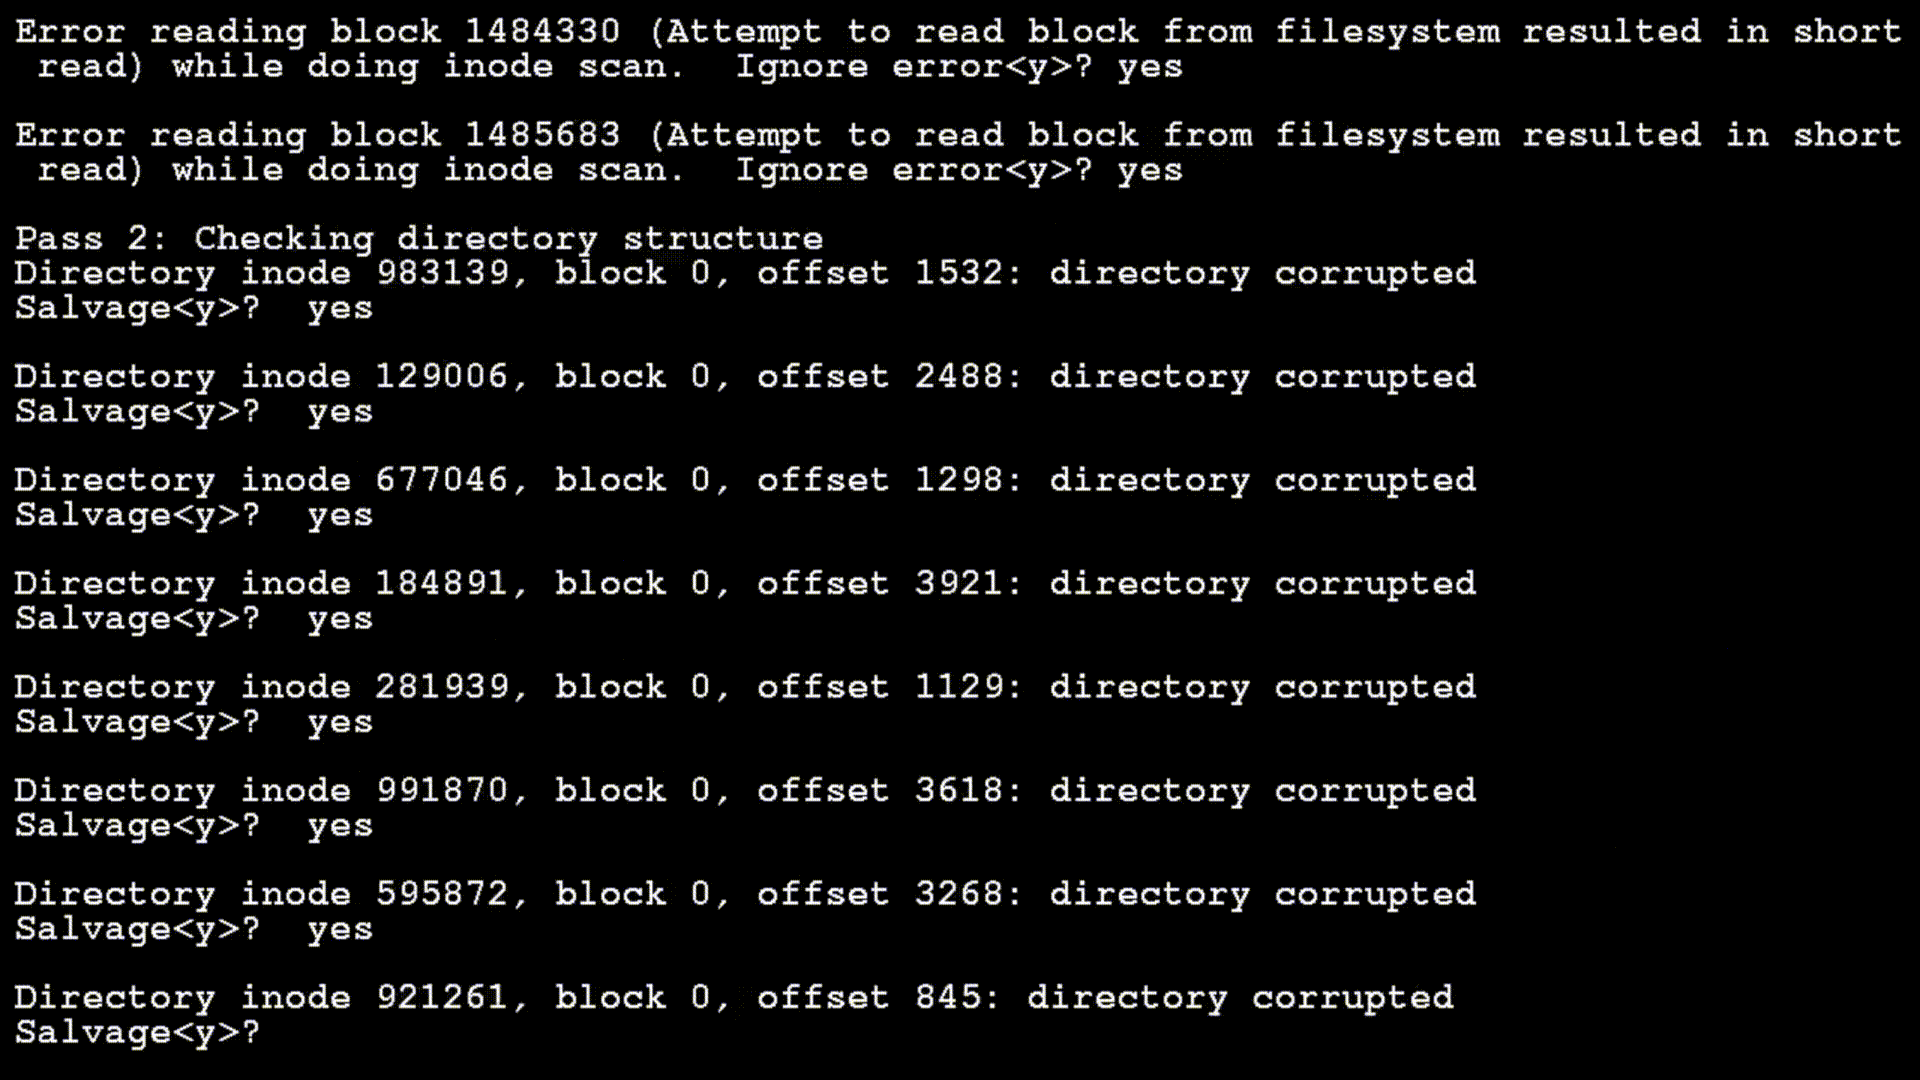 Error reading block 1484330 (Attempt to read block from filesystem resulted in short
read) while doing inode scan.  Ignore error<y>? yes
Error reading block 1485683 (Attempt to read block from filesystem resulted in short
read) while doing inode scan.  Ignore error<y>? yes
Pass 2: Checking directory structure
Directory inode 983139, block 0, offset 1532: directory corrupted
Salvage<y>?  yes
Directory inode 129006, block 0, offset 2488: directory corrupted
Salvage<y>?  yes
Directory inode 677046, block 0, offset 1298: directory corrupted
Salvage<y>?  yes
Directory inode 184891, block 0, offset 3921: directory corrupted
Salvage<y>?  yes
Directory inode 281939, block 0, offset 1129: directory corrupted
Salvage<y>?  yes
Directory inode 991870, block 0, offset 3618: directory corrupted
Salvage<y>?  yes
Directory inode 595872, block 0, offset 3268: directory corrupted
Salvage<y>?  yes
Directory inode 921261, block 0, offset 845: directory corrupted
Salvage<y>?